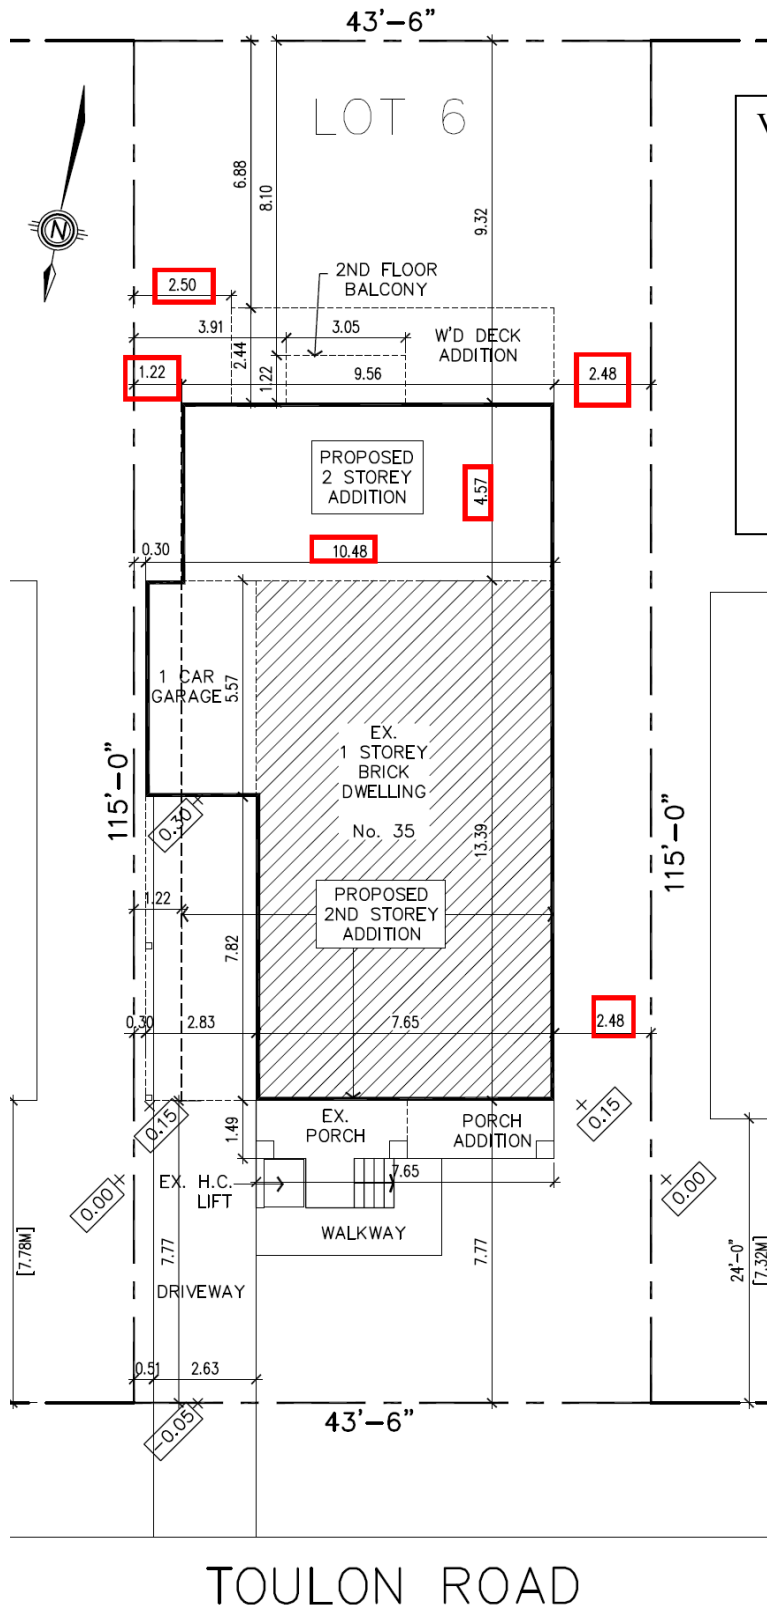 43'-6"
LOT 6
V
N
6.88
8.10
9.32
2.50
2ND FLOOR
BALCONY
3.91
3.05
W'D DECK
ADDITION
2.44
1.22
1.22
9.56
2.48
PROPOSED
2 STOREY
ADDITION
4.57
0.30
10.48
1 CAR
GARAGE
5.57
EX.
1 STOREY
BRICK
DWELLING
No. 35
115'-0"
0.30
13.39
115'-0"
1.22
PROPOSED
2ND STOREY
ADDITION
7.82
0.30
2.83
7.65
2.48
0.15
1.49
EX.
PORCH
PORCH
ADDITION
0.15
0.00
EX. H.C.
LIFT
7.65
0.00
[7.78M]
7.77
WALKWAY
7.77
24'-0"
[7.32M]
DRIVEWAY
0.51
2.63
-0.05
43'-6"
TOULON ROAD